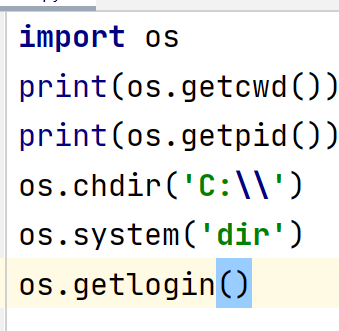 import os
print(os.getcwd())
print(os.getpid())
os.chdir('C:\\')
os.system('dir')
os.getlogin()